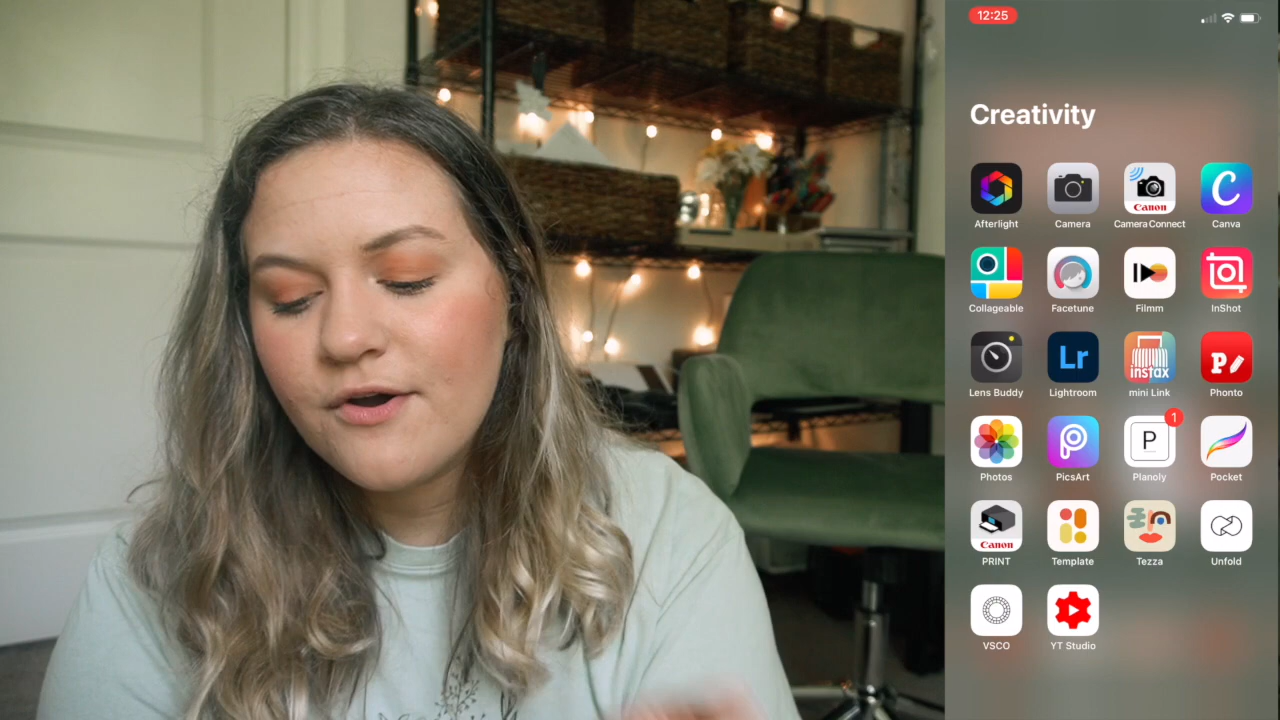 12:25
Creativity
Canon
Afterlight Camera Camera Connect Canva
Collageable Facetune Filmm InShot
Lr instax P
Lens Buddy Lightroom mini Link Phonto
1
P
Photos PicsArt Planoly Pocket
Canon
PRINT Template Tezza Unfold
VSCO YT Studio